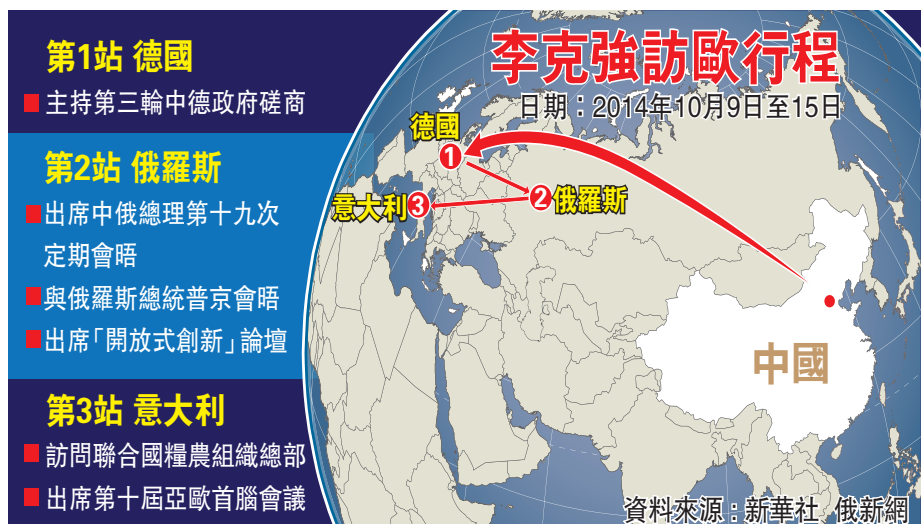 李克強訪歐行程
日期：2014年10月9日至15日
第1站 德國
主持第三輪中德政府磋商
第2站 俄羅斯
出席中俄總理第十九次
定期會晤
與俄羅斯總統普京會晤
出席「開放式創新」論壇
第3站 意大利
訪問聯合國糧農組織總部
出席第十屆亞歐首腦會議
德國
1
2 俄羅斯
意大利 3
中國
資料來源：新華社 俄新網